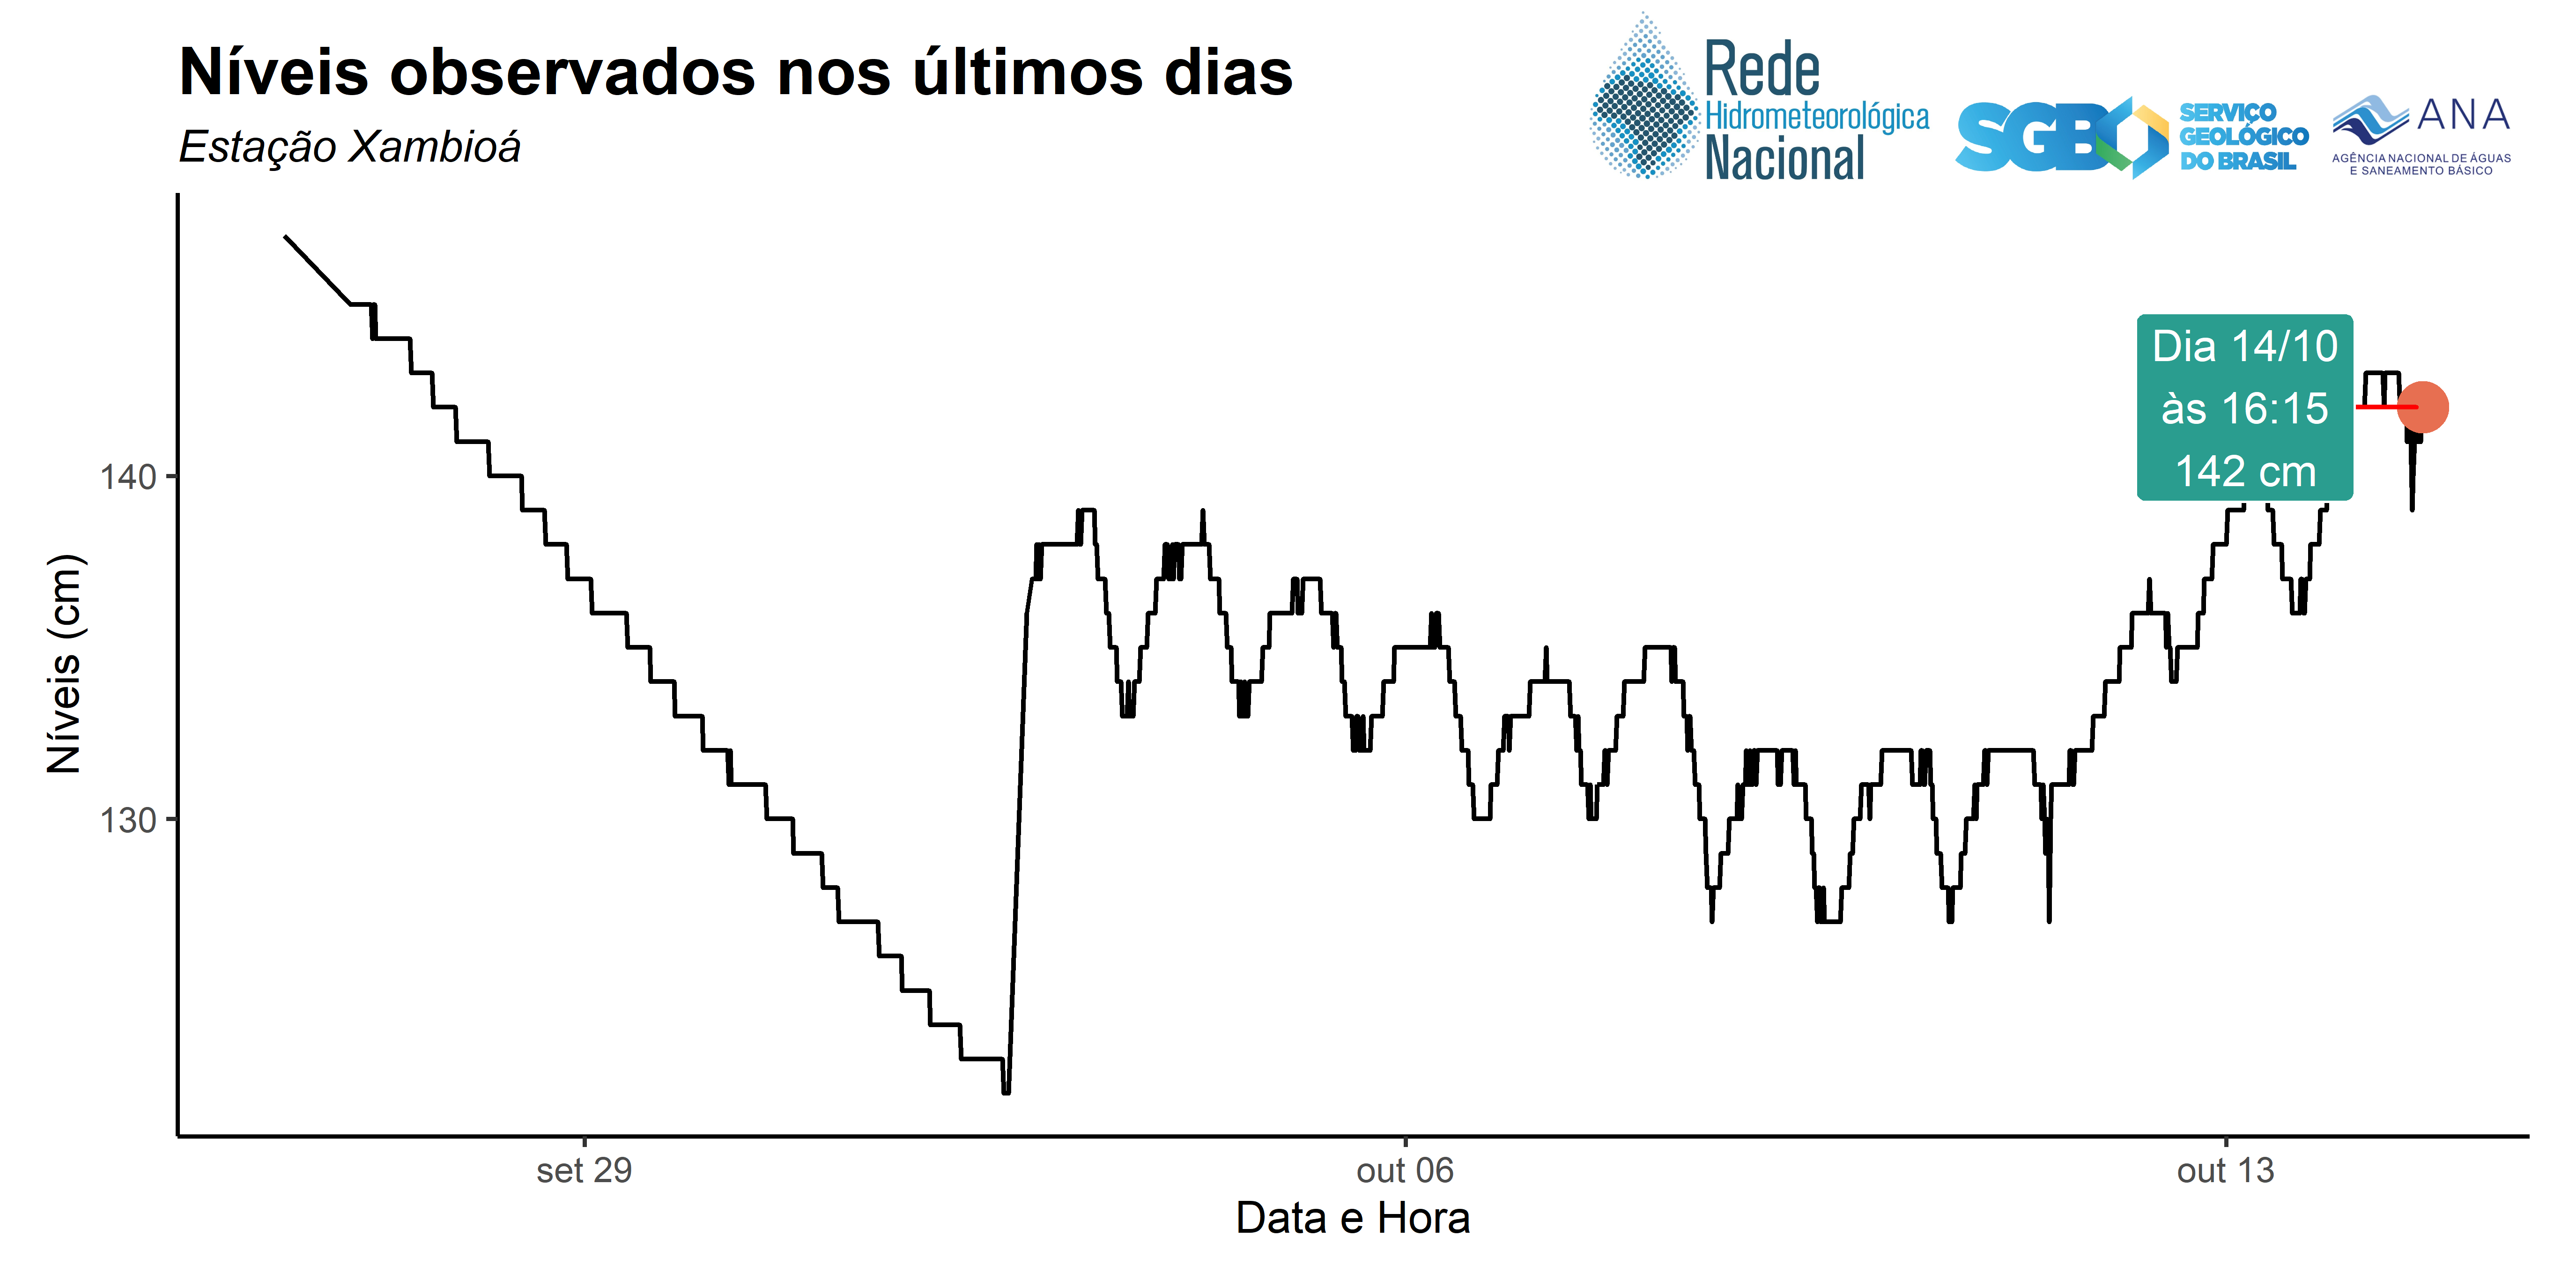 Níveis observados nos últimos dias
Estação Xambioá
Rede
Hidrometeorológica
Nacional
SGB
SERVIÇO
GEOLÓGICO
DO BRASIL
ANA
AGÊNCIA NACIONAL DE ÁGUAS
E SANEAMENTO BÁSICO
Dia 14/10
às 16:15
142 cm
140
130
Níveis (cm)
set 29
out 06
out 13
Data e Hora